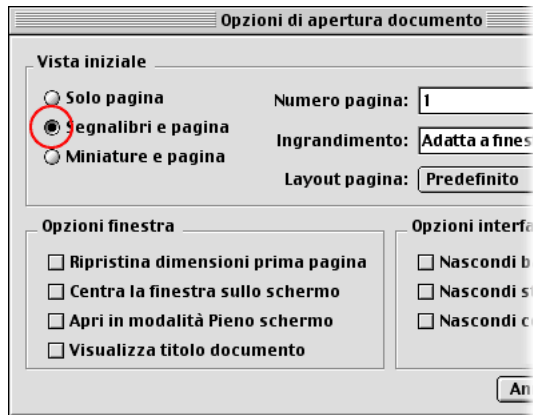 Opzioni di apertura documento
Vista iniziale
Solo pagina
Segnalibri e pagina
Miniature e pagina
Numero pagina: 1
Ingrandimento: Adatta a fines
Layout pagina: Predefinito
Opzioni finestra
Ripristina dimensioni prima pagina
Centra la finestra sullo schermo
Apri in modalità Pieno schermo
Visualizza titolo documento
Opzioni interfa
Nascondi b
Nascondi s
Nascondi c
An